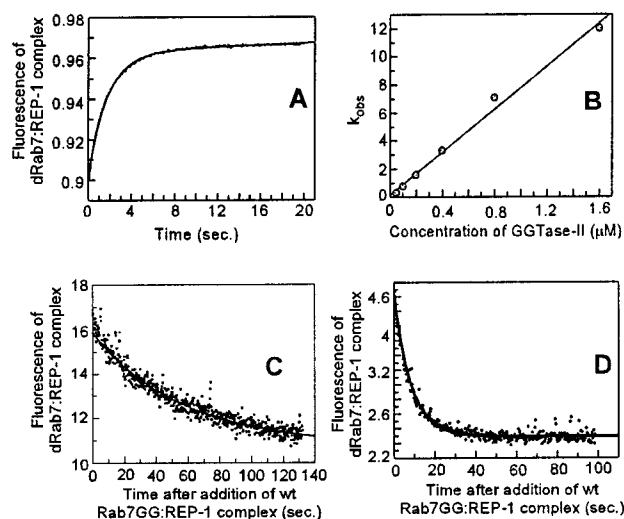 Fluorescence of
dRab7:REP-1 complex
0.98
0.96
0.94
0.92
0.9
A
0 4 8 12 16 20
Time (sec.)
k obs
12
10
8
6
4
2
0
B
0 0.4 0.8 1.2 1.6
Concentration of GGTase-II (µM)
Fluorescence of
dRab7:REP-1 complex
18
16
14
12
10
C
0 20 40 60 80 100 120 140
Time after addition of wt
Rab7GG:REP-1 complex (sec.)
Fluorescence of
dRab7:REP-1 complex
4.6
4
3.2
2.6
2.2
D
0 20 40 60 80 100
Time after addition of wt
Rab7GG:REP-1 complex (sec.)